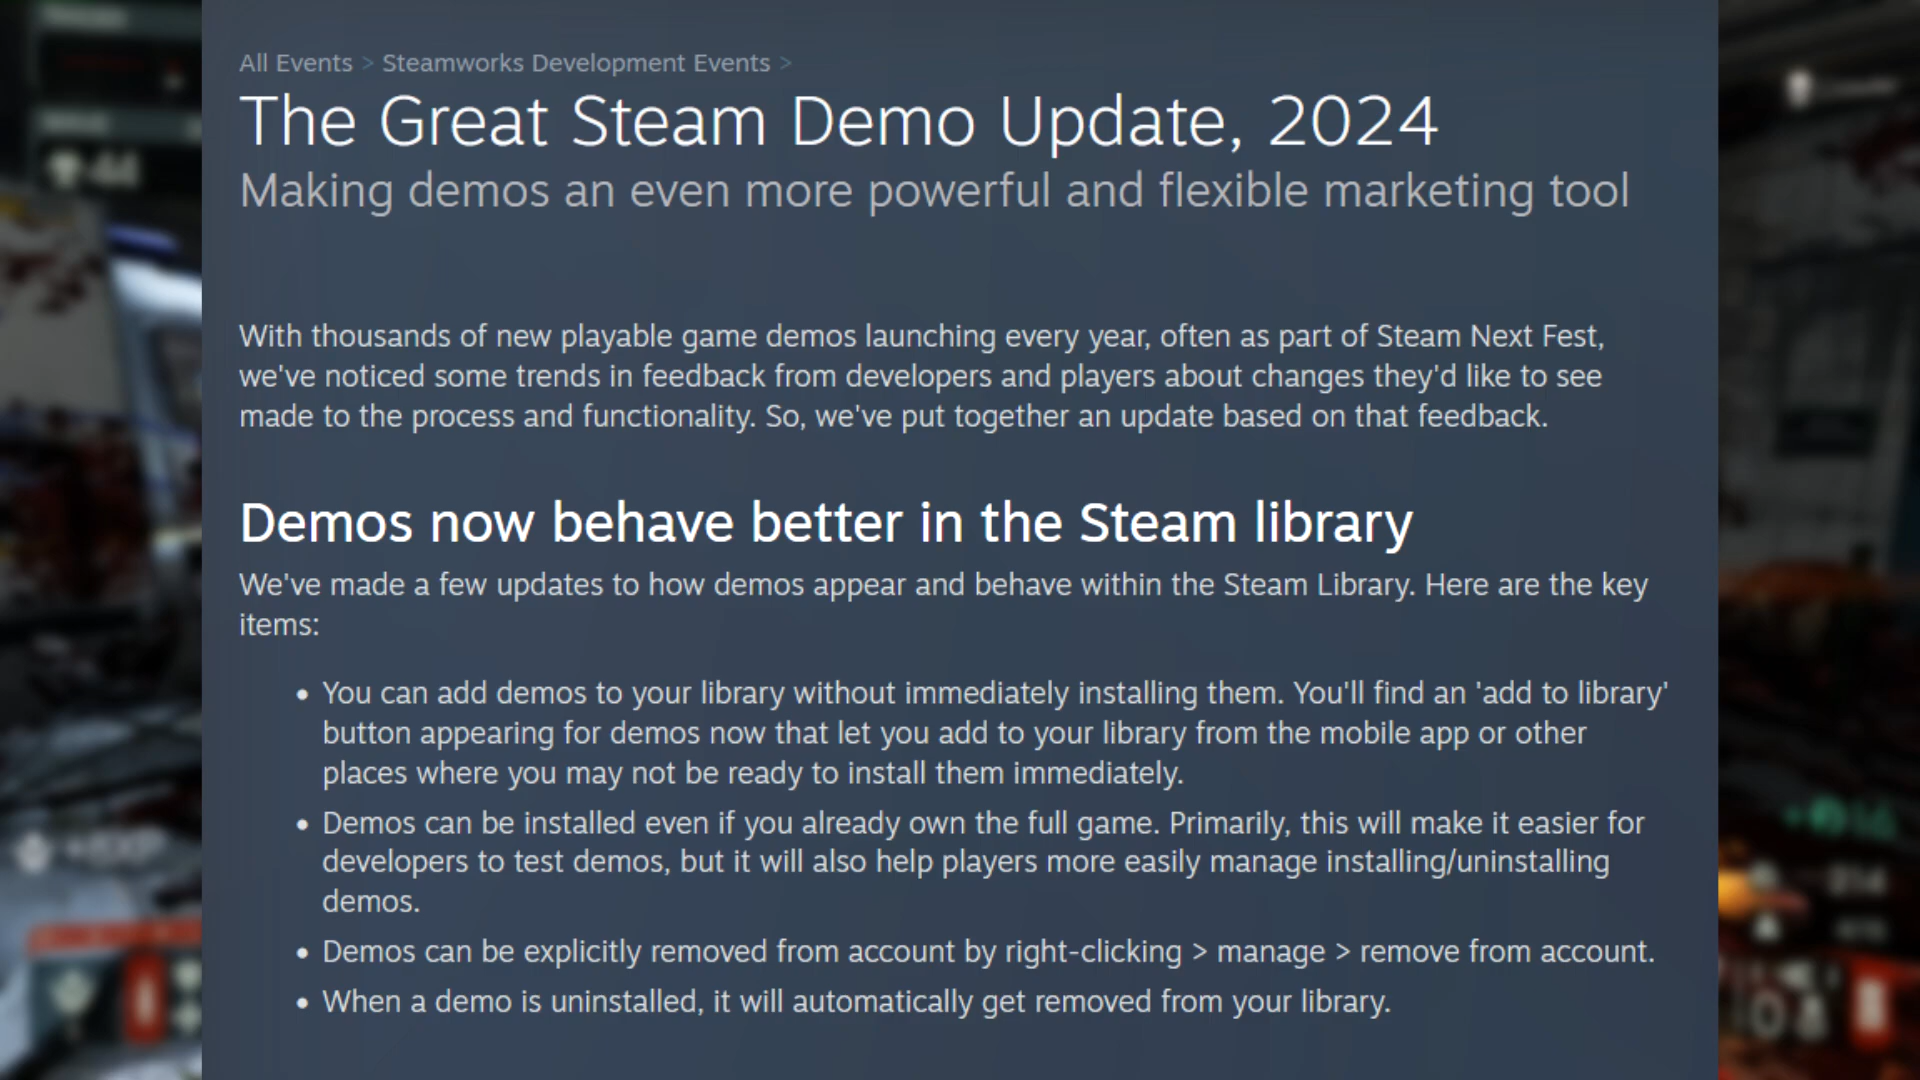 All Events > Steamworks Development Events >
The Great Steam Demo Update, 2024
Making demos an even more powerful and flexible marketing tool
With thousands of new playable game demos launching every year, often as part of Steam Next Fest,
we've noticed some trends in feedback from developers and players about changes they'd like to see
made to the process and functionality. So, we've put together an update based on that feedback.
Demos now behave better in the Steam library
We've made a few updates to how demos appear and behave within the Steam Library. Here are the key
items:
• You can add demos to your library without immediately installing them. You'll find an 'add to library'
button appearing for demos now that let you add to your library from the mobile app or other
places where you may not be ready to install them immediately.
• Demos can be installed even if you already own the full game. Primarily, this will make it easier for
developers to test demos, but it will also help players more easily manage installing/uninstalling
demos.
• Demos can be explicitly removed from account by right-clicking > manage > remove from account.
• When a demo is uninstalled, it will automatically get removed from your library.